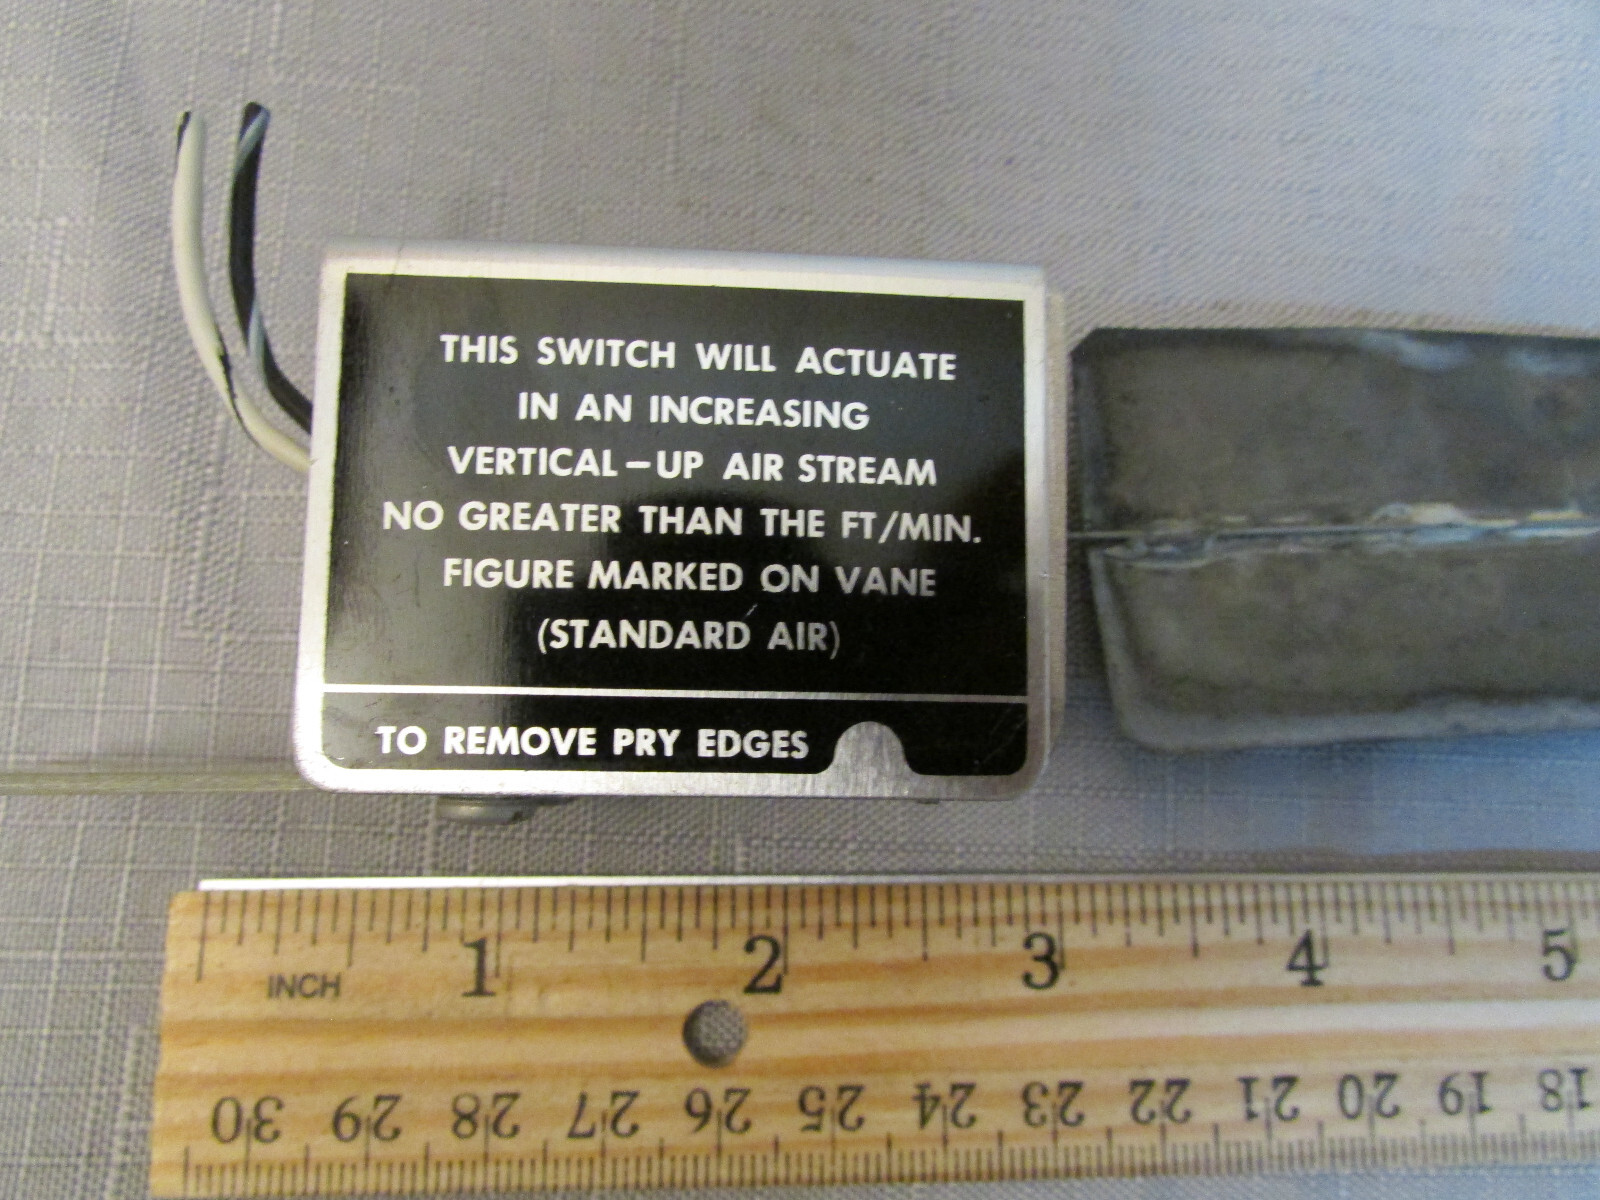 THIS SWITCH WILL ACTUATE
IN AN INCREASING
VERTICAL-UP AIR STREAM
NO GREATER THAN THE FT/MIN.
FIGURE MARKED ON VANE
(STANDARD AIR)
TO REMOVE PRY EDGES
1 2 3 4 5
INCH
30 29 28 27 26 25 24 23 22 21 20 19 18